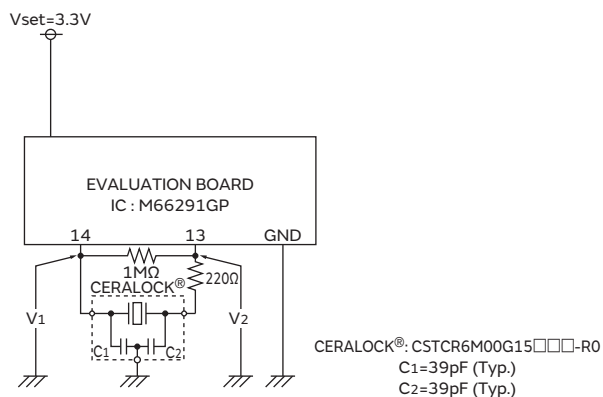 Vset=3.3V
EVALUATION BOARD
IC : M66291GP
14 13 GND
1MΩ
220Ω
CERALOCK®
V1 V2
C1 C2
CERALOCK®: CSTCR6M00G15□□□-R0
C1=39pF (Typ.)
C2=39pF (Typ.)